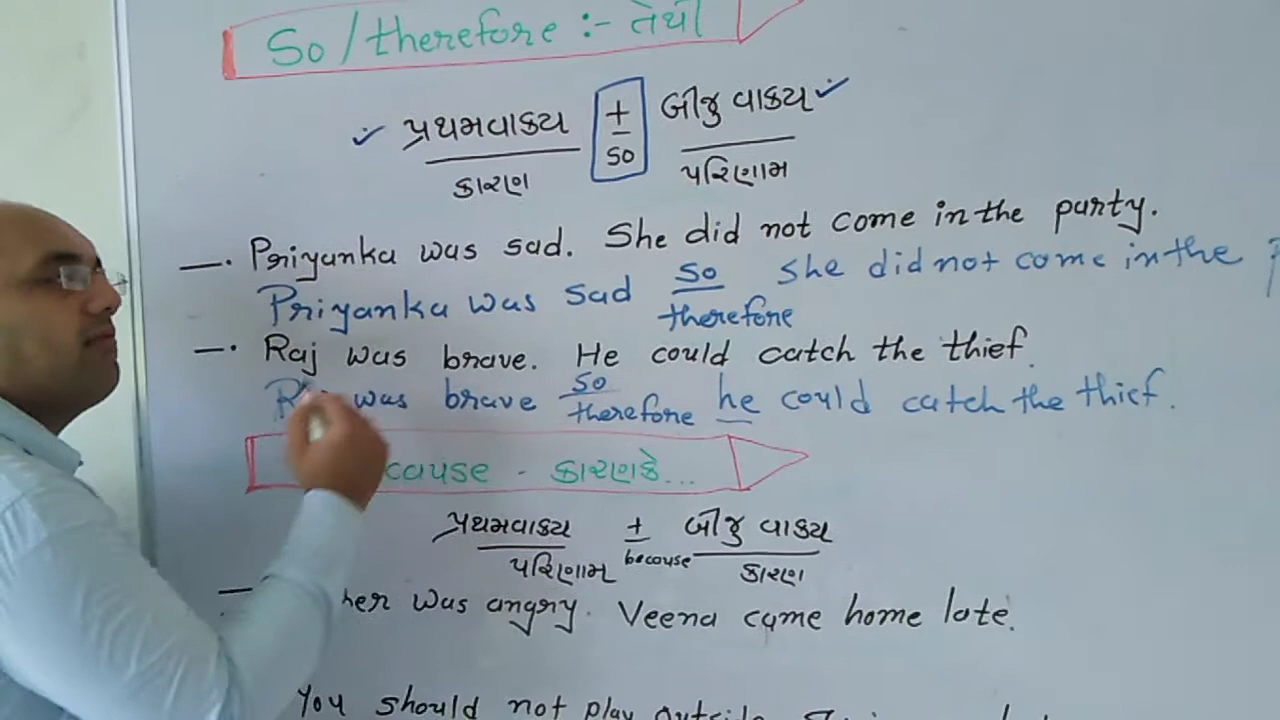 So / therefore :- તેથી
પ્રથમવાક્ય + બીજુ વાક્ય
કારણ so પરિણામ
Priyanka was sad. She did not come in the party.
Priyanka was sad so she did not come in the
therefore
Raj was brave. He could catch the thief.
was brave so he could catch the thief.
therefore
cause - કારણકે...
પ્રથમવાક્ય + બીજુ વાક્ય
પરિણામ because કારણ
her was angry. Veena came home late.
You should not play outside.